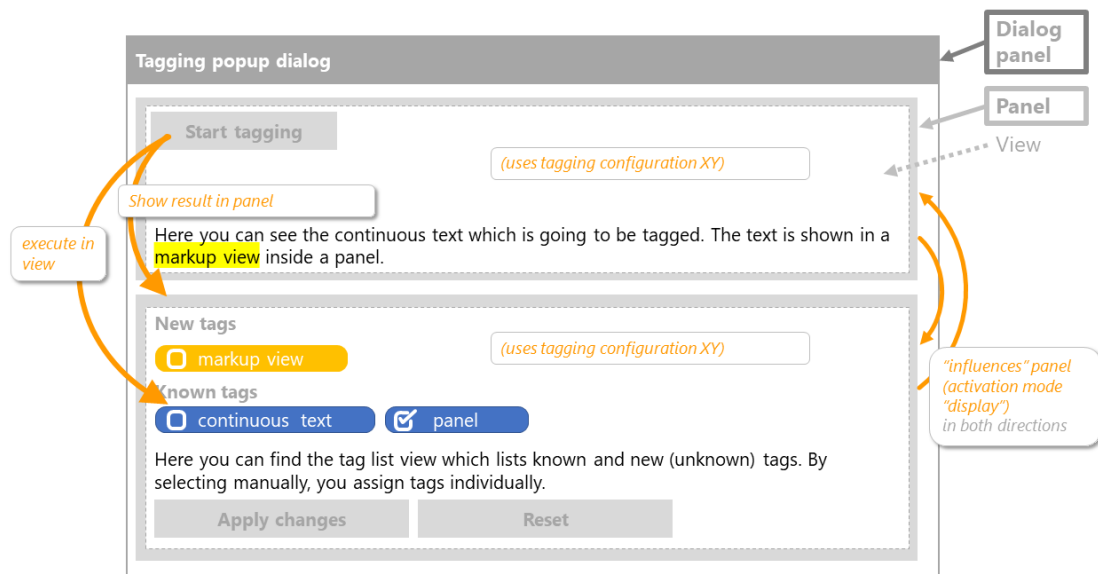 Dialog
panel
Tagging popup dialog
Panel
Start tagging
View
(uses tagging configuration XY)
Show result in panel
execute in
view
Here you can see the continuous text which is going to be tagged. The text is shown in a
markup view inside a panel.
New tags
(uses tagging configuration XY)
markup view
"influences" panel
(activation mode
"display")
in both directions
Known tags
continuous text
panel
Here you can find the tag list view which lists known and new (unknown) tags. By
selecting manually, you assign tags individually.
Apply changes
Reset